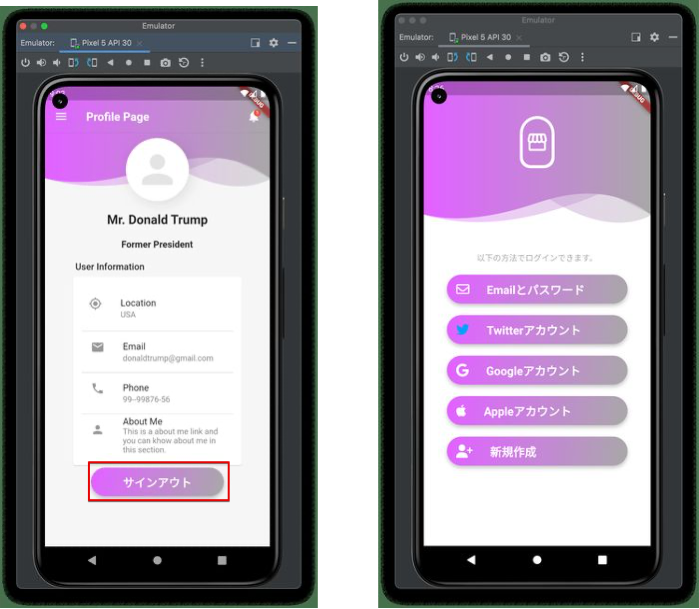 Emulator
Emulator:
Pixel 5 API 30
Profile Page
DEBUG
Mr. Donald Trump
Former President
User Information
Location
USA
Email
donaldtrump@gmail.com
Phone
99--99876-56
About Me
This is a about me link and
you can khow about me in
this section.
サインアウト
Emulator
Emulator:
Pixel 5 API 30
DEBUG
以下の方法でログインできます。
Emailとパスワード
Twitterアカウント
Googleアカウント
Appleアカウント
新規作成